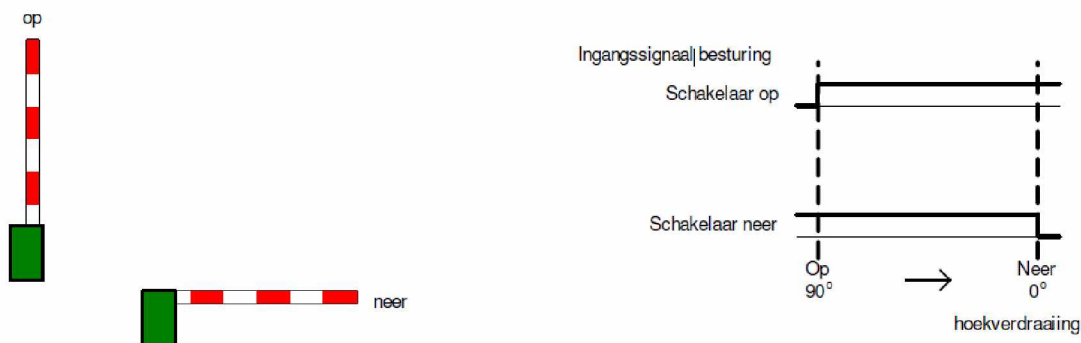 op
neer
Ingangssignaal besturing
Schakelaar op
Schakelaar neer
Op
90°
Neer
0°
hoekverdraaiing